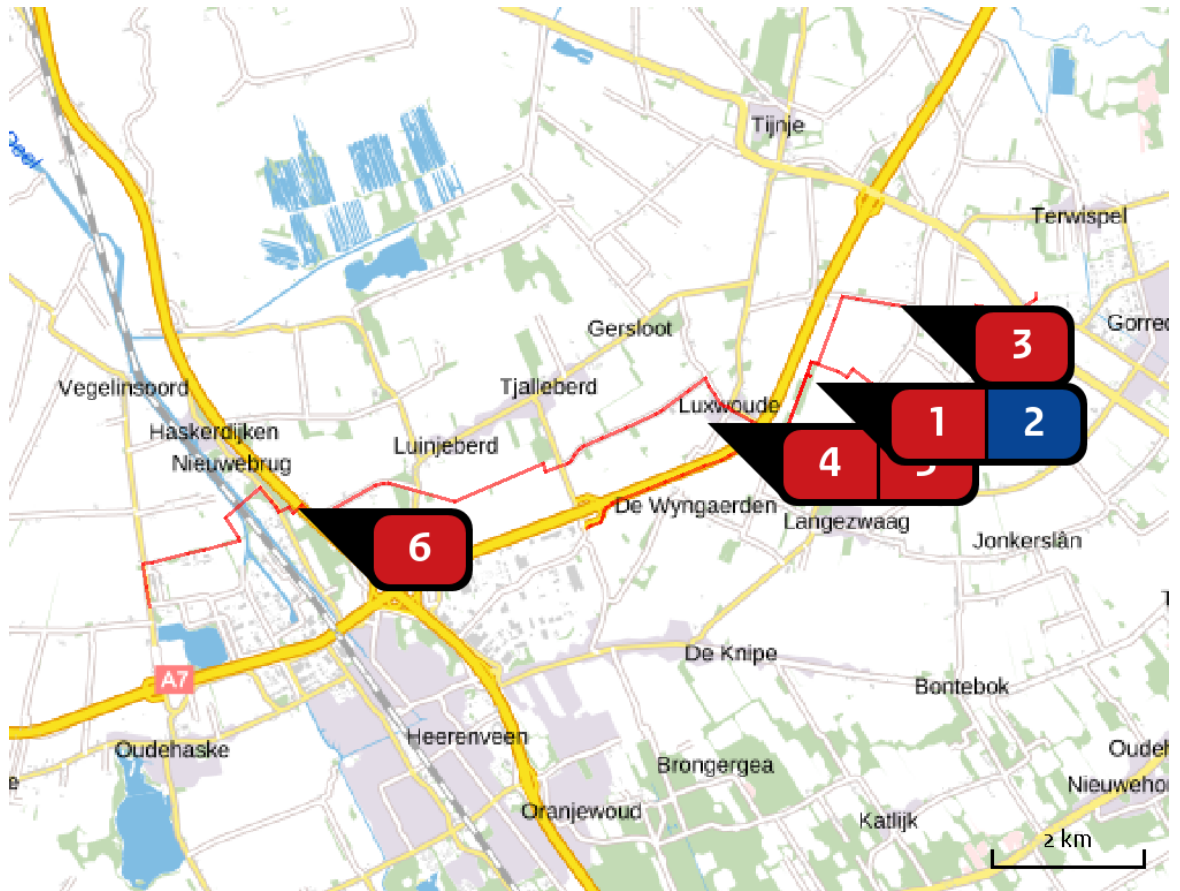 Tijnje
Deel
Terwispel
Gersloot
Gorred
3
Vegelinsoord
Tjalleberd
Luxwoude
1
2
Haskerdijken
Luinjeberd
4
Nieuwebrug
De Wyngaerden
Langezwaag
Jonkerslân
6
De Knipe
A7
Bontebok
Heerenveen
Oudehaske
Oudeh
Brongergea
Nieuwehor
Oranjewoud
Katlijk
2 km